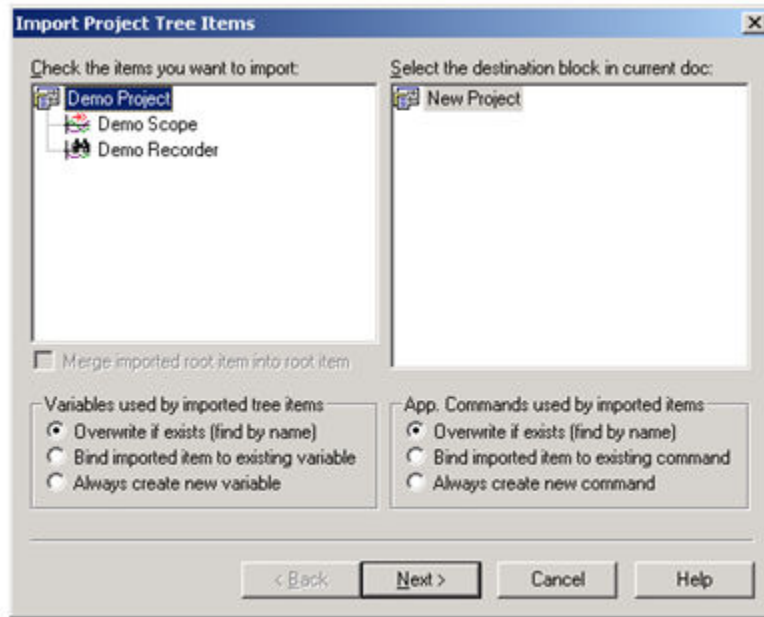 Import Project Tree Items
Check the items you want to import:
Demo Project
Demo Scope
Demo Recorder
Merge imported root item into root item
Select the destination block in current doc:
New Project
Variables used by imported tree items
Overwrite if exists (find by name)
Bind imported item to existing variable
Always create new variable
App. Commands used by imported items
Overwrite if exists (find by name)
Bind imported item to existing command
Always create new command
< Back
Next >
Cancel
Help